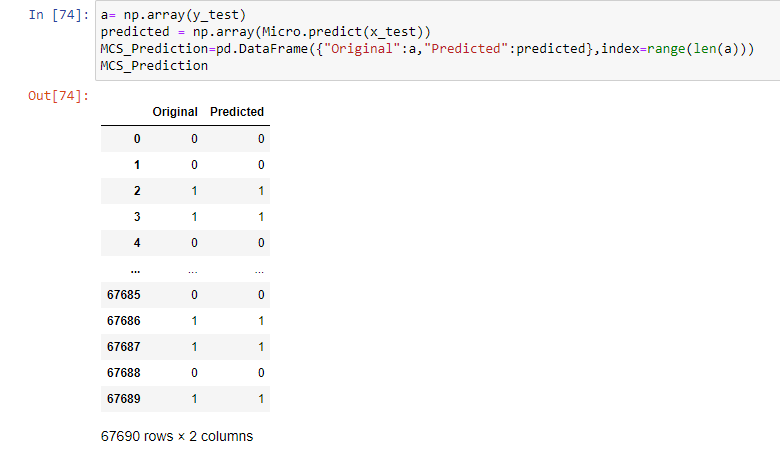 In [74]: a= np.array(y_test)
predicted = np.array(Micro.predict(x_test))
MCS_Prediction=pd.DataFrame({"Original":a,"Predicted":predicted},index=range(len(a)))
MCS_Prediction
Out[74]:
Original Predicted
0 0 0
1 0 0
2 1 1
3 1 1
4 0 0
... ... ...
67685 0 0
67686 1 1
67687 1 1
67688 0 0
67689 1 1
67690 rows × 2 columns